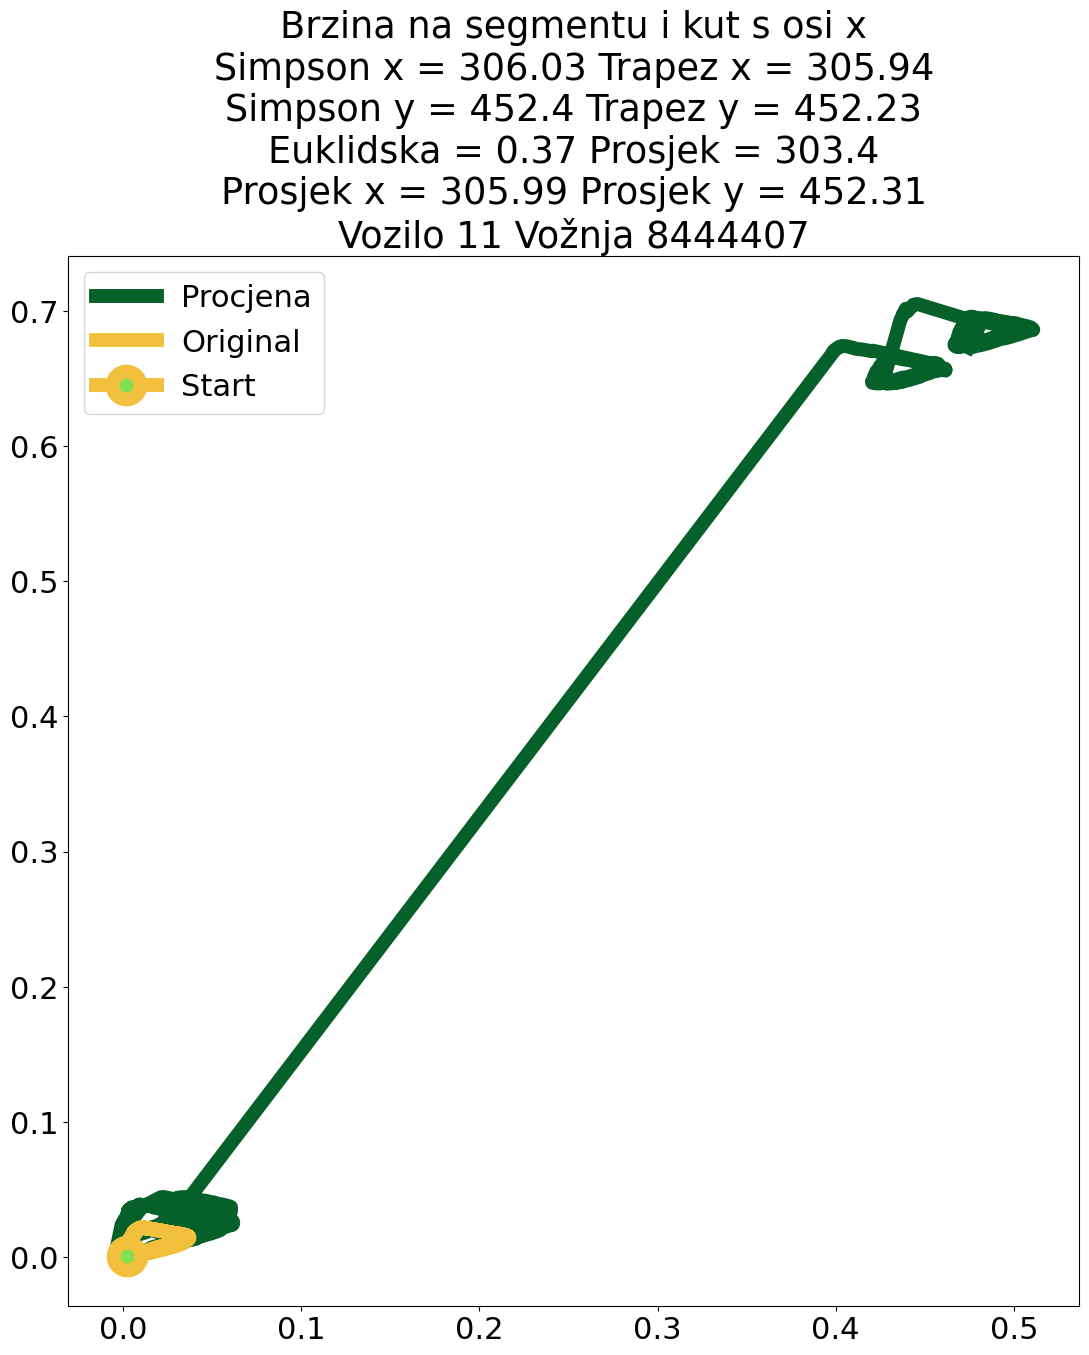 Brzina na segmentu i kut s osi x
Simpson x = 306.03 Trapez x = 305.94
Simpson y = 452.4 Trapez y = 452.23
Euklidska = 0.37 Prosjek = 303.4
Prosjek x = 305.99 Prosjek y = 452.31
Vozilo 11 Vožnja 8444407
Procjena
Original
Start
0.7
0.6
0.5
0.4
0.3
0.2
0.1
0.0
0.0 0.1 0.2 0.3 0.4 0.5